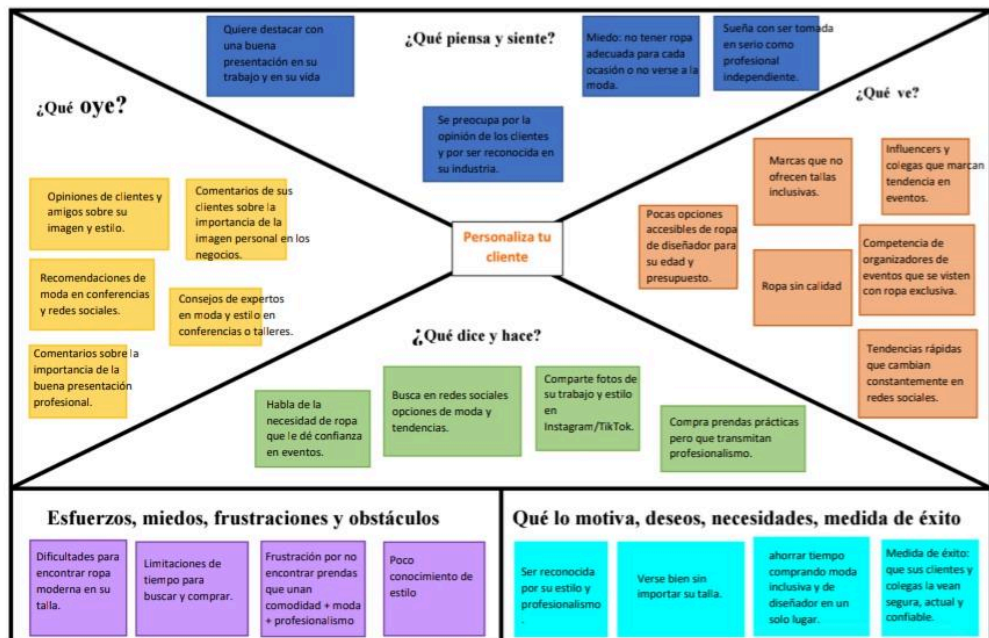 ¿Qué piensa y siente?
Quiere destacar con
una buena
presentación en su
trabajo y en su vida
Miedo: no tener ropa
adecuada para cada
ocasión o no verse a la
moda.
Sueña con ser tomada
en serio como
profesional
independiente.
Se preocupa por la
opinión de los clientes
y por ser reconocida en
su industria.
¿Qué oye?
Opiniones de clientes y
amigos sobre su
imagen y estilo.
Comentarios de sus
clientes sobre la
importancia de la
imagen personal en los
negocios.
Recomendaciones de
moda en conferencias
y redes sociales.
Consejos de expertos
en moda y estilo en
conferencias o talleres.
Comentarios sobre la
importancia de la
buena presentación
profesional.
Personaliza tu
cliente
¿Qué ve?
Marcas que no
ofrecen tallas
inclusivas.
Influencers y
colegas que marcan
tendencia en
eventos.
Pocas opciones
accesibles de ropa
de diseñador para
su edad y
presupuesto.
Ropa sin calidad
Competencia de
organizadores de
eventos que se visten
con ropa exclusiva.
Tendencias rápidas
que cambian
constantemente en
redes sociales.
¿Qué dice y hace?
Habla de la
necesidad de ropa
que le dé confianza
en eventos.
Busca en redes sociales
opciones de moda y
tendencias.
Comparte fotos de
su trabajo y estilo
en
Instagram/TikTok.
Compra prendas prácticas
pero que transmitan
profesionalismo.
Esfuerzos, miedos, frustraciones y obstáculos
Dificultades para
encontrar ropa
moderna en su
talla.
Limitaciones de
tiempo para
buscar y comprar.
Frustración por no
encontrar prendas
que unan
comodidad + moda
+ profesionalismo
Poco
conocimiento de
estilo
Qué lo motiva, deseos, necesidades, medida de éxito
Ser reconocida
por su estilo y
profesionalismo
.
Verse bien sin
importar su talla.
ahorrar tiempo
comprando moda
inclusiva y de
diseñador en un
solo lugar.
Medida de éxito:
que sus clientes y
colegas la vean
segura, actual y
confiable.